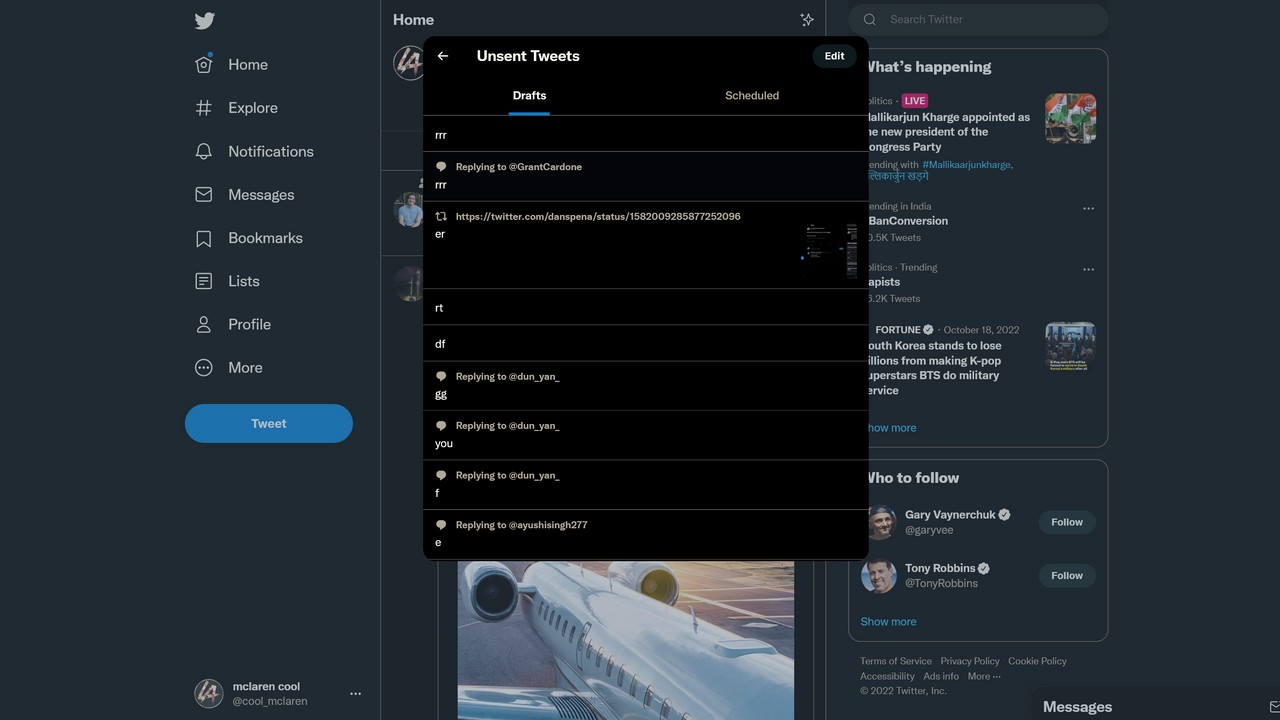 Home
Explore
Notifications
Messages
Bookmarks
Lists
Profile
More
Tweet
mclaren cool
@cool_mclaren
Home
Unsent Tweets
Edit
Drafts
Scheduled
rrr
Replying to @GrantCardone
rrr
https://twitter.com/danspena/status/1582009285877252096
er
rt
df
Replying to @dun_yan_
gg
Replying to @dun_yan_
you
Replying to @dun_yan_
f
Replying to @ayushisingh277
e
Search Twitter
What's happening
olitics · LIVE
allikarjun Kharge appointed as
e new president of the
ongress Party
ending with #Mallikaarjunkharge,
ल्लिकार्जुन खड़गे
ending in India
BanConversion
0.5K Tweets
olitics · Trending
apists
5.2K Tweets
FORTUNE · October 18, 2022
outh Korea stands to lose
illions from making K-pop
uperstars BTS do military
ervice
how more
Who to follow
Gary Vaynerchuk
@garyvee
Follow
Tony Robbins
@TonyRobbins
Follow
Show more
Terms of Service Privacy Policy Cookie Policy
Accessibility Ads info More ···
© 2022 Twitter, Inc.
Messages